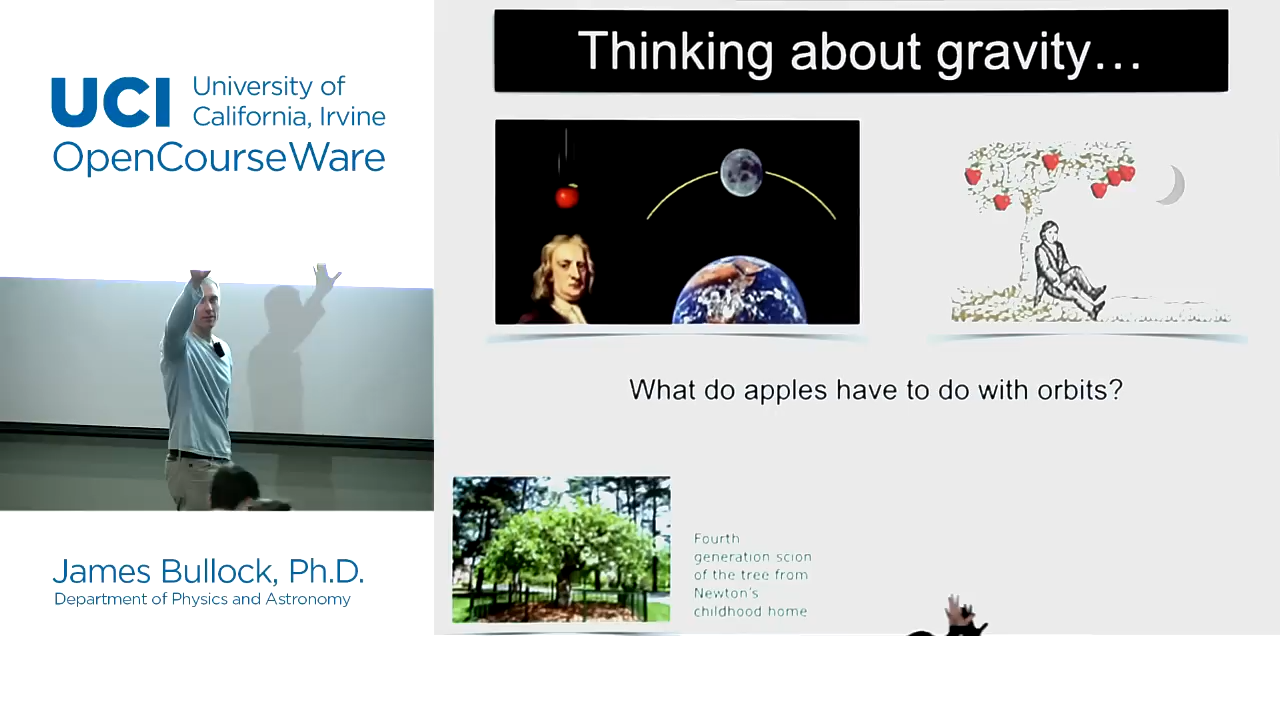 UCI University of
California, Irvine
OpenCourseWare
James Bullock, Ph.D.
Department of Physics and Astronomy
Thinking about gravity…
What do apples have to do with orbits?
Fourth
generation scion
of the tree from
Newton's
childhood home